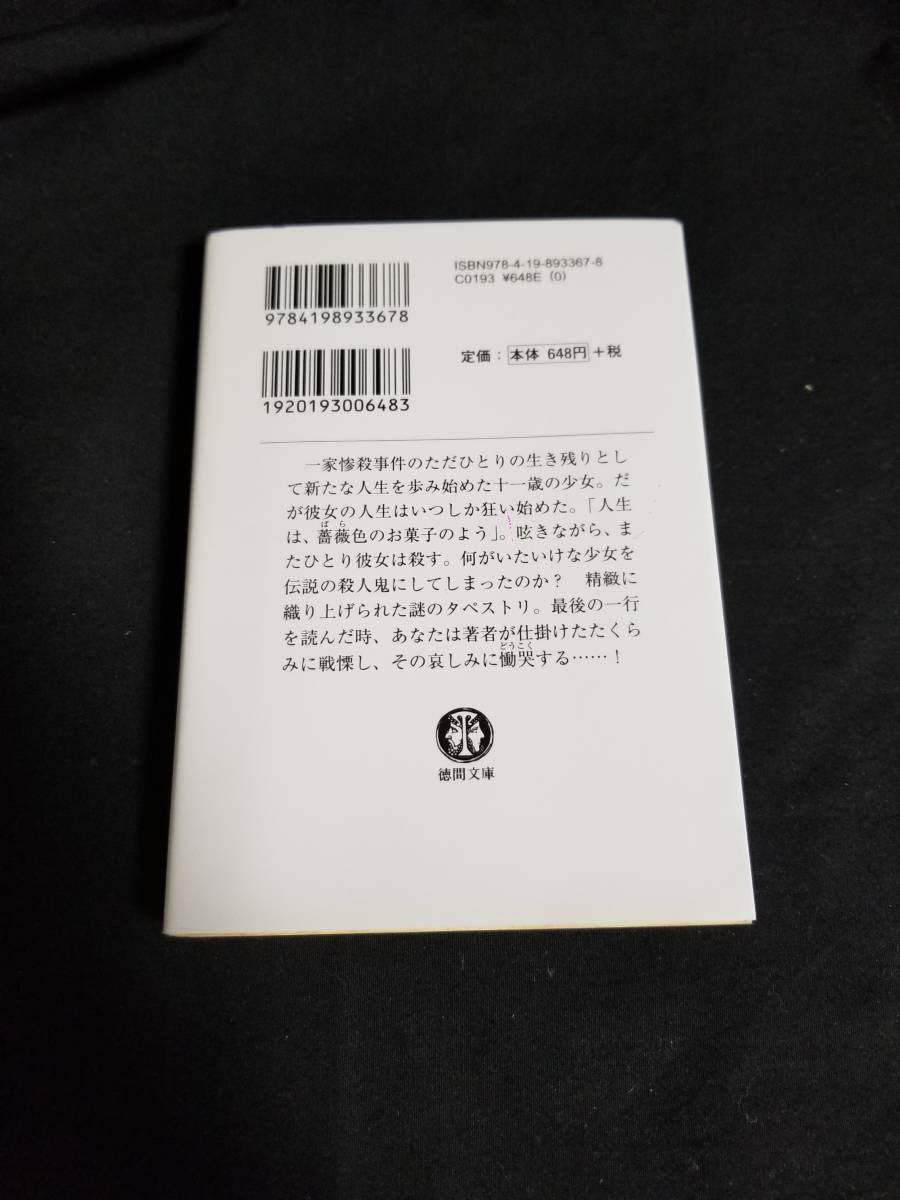 ISBN978-4-19-893367-8
C0193 ¥648E (0)
9784198933678
定価：本体 648円＋税
1920193006483
一家惨殺事件のただひとりの生き残りとし
て新たな人生を歩み始めた十一歳の少女。だ
が彼女の人生はいつしか狂い始めた。「人生
ばら
は、薔薇色のお菓子のよう」。呟きながら、ま
たひとり彼女は殺す。何がいたいけな少女を
伝説の殺人鬼にしてしまったのか？　精緻に
織り上げられた謎のタペストリ。最後の一行
を読んだ時、あなたは著者が仕掛けたたくら
どうこく
みに戦慄し、その哀しみに慟哭する……！
徳間文庫